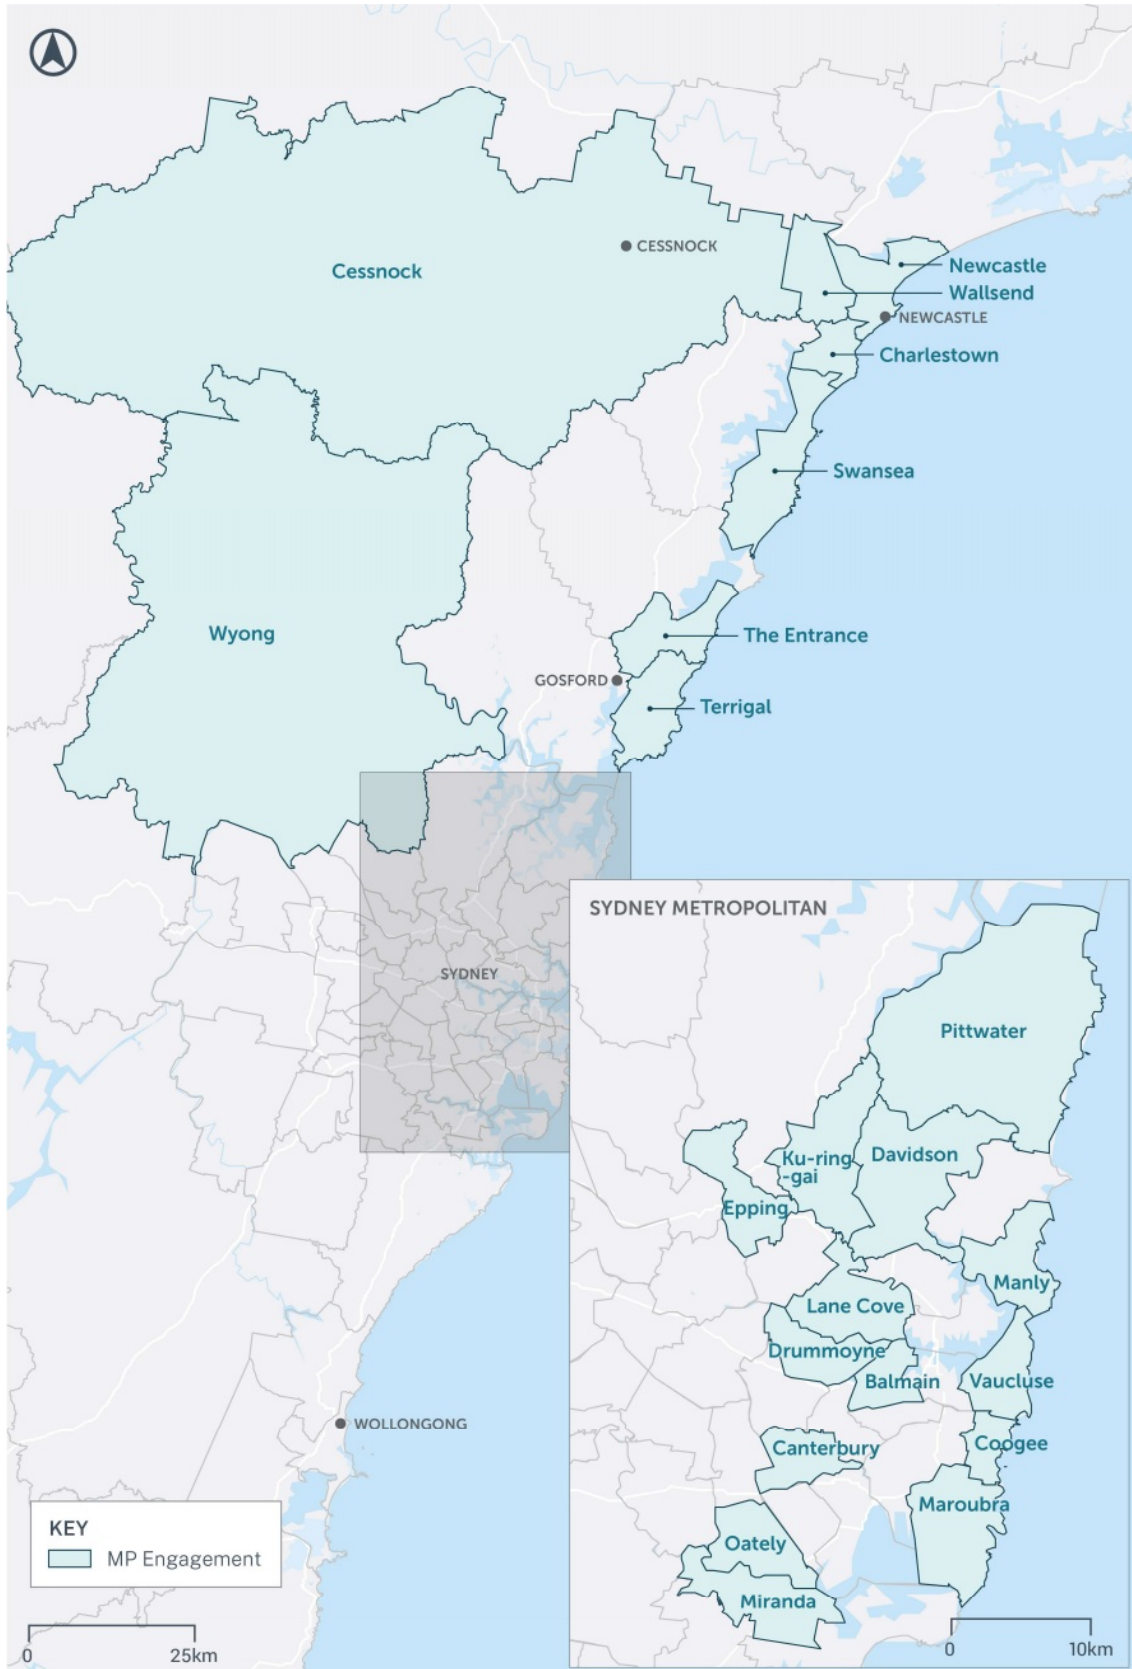 CESSNOCK
Cessnock
Newcastle
Wallsend
NEWCASTLE
Charlestown
Swansea
Wyong
The Entrance
GOSFORD
Terrigal
SYDNEY
WOLLONGONG
KEY
MP Engagement
0
25km
SYDNEY METROPOLITAN
Pittwater
Ku-ring
-gai
Davidson
Epping
Manly
Lane Cove
Drummoyne
Balmain
Vaucluse
Canterbury
Coogee
Maroubra
Oately
Miranda
0
10km